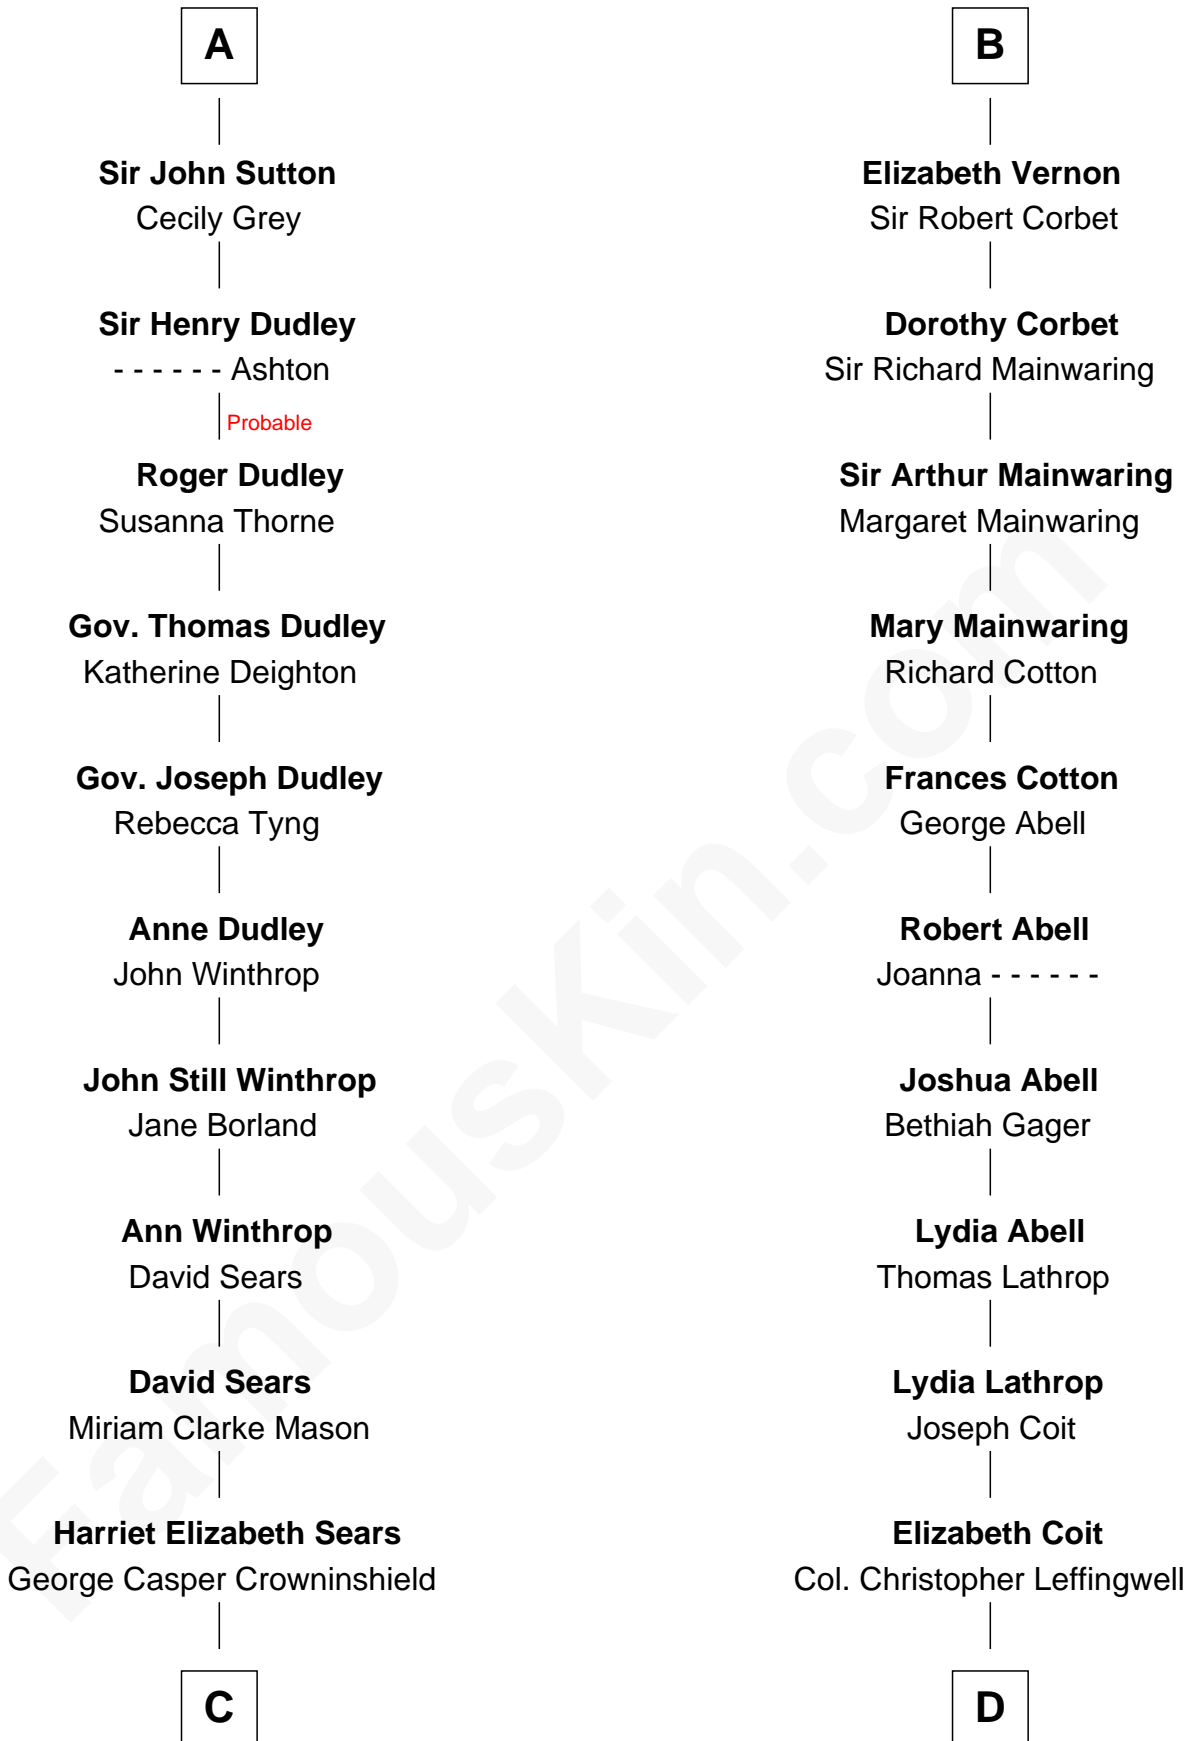 A
Sir John Sutton
Cecily Grey
Sir Henry Dudley
- - - - - - Ashton
Probable
Roger Dudley
Susanna Thorne
Gov. Thomas Dudley
Katherine Deighton
Gov. Joseph Dudley
Rebecca Tyng
Anne Dudley
John Winthrop
John Still Winthrop
Jane Borland
Ann Winthrop
David Sears
David Sears
Miriam Clarke Mason
Harriet Elizabeth Sears
George Casper Crowninshield
C
B
Elizabeth Vernon
Sir Robert Corbet
Dorothy Corbet
Sir Richard Mainwaring
Sir Arthur Mainwaring
Margaret Mainwaring
Mary Mainwaring
Richard Cotton
Frances Cotton
George Abell
Robert Abell
Joanna - - - - - -
Joshua Abell
Bethiah Gager
Lydia Abell
Thomas Lathrop
Lydia Lathrop
Joseph Coit
Elizabeth Coit
Col. Christopher Leffingwell
D
FamousKin.com